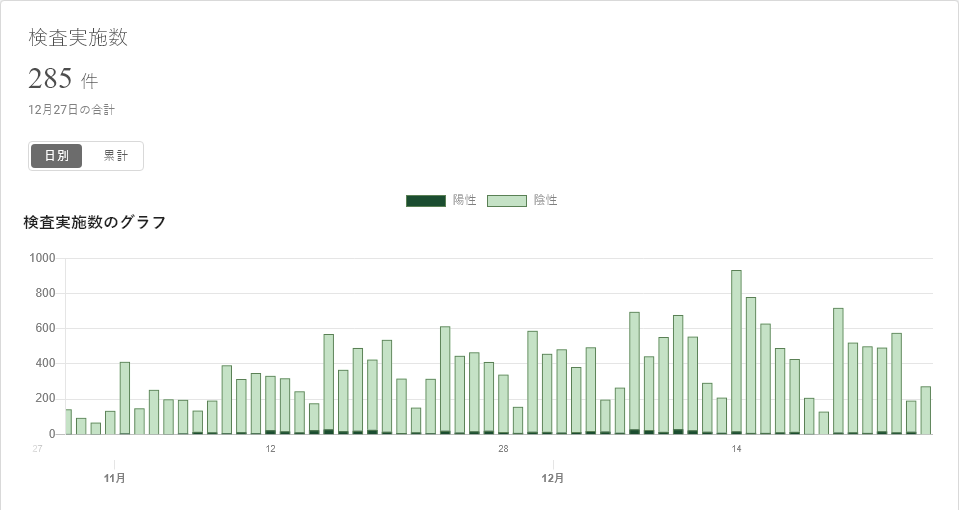 検査実施数
285 件
12月27日の合計
日別 累計
陽性 陰性
検査実施数のグラフ
1000
800
600
400
200
0
27 12 28 14
11月 12月